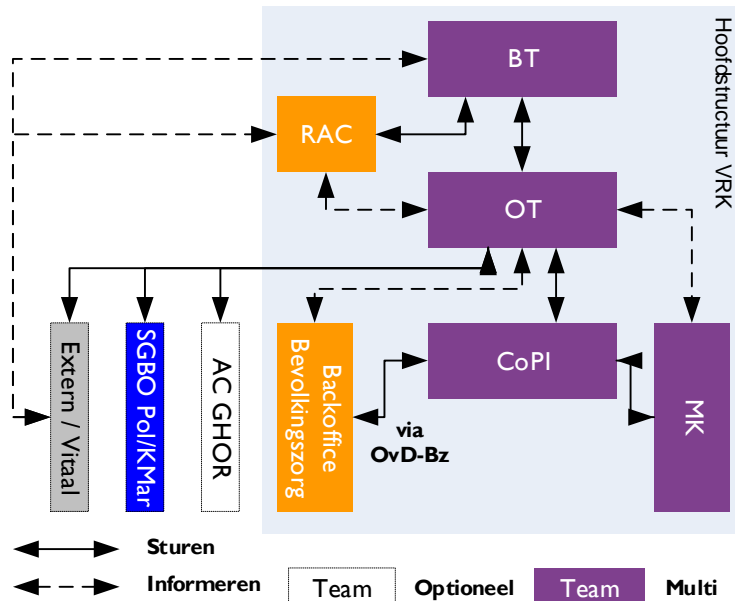 Hoofdstructuur VRK
BT
RAC
OT
Extern / Vitaal
SGBO Pol/KMar
AC GHOR
Backoffice
Bevolkingszorg
CoPI
MK
via
OvD-Bz
Sturen
Informeren
Team
Optioneel
Team
Multi